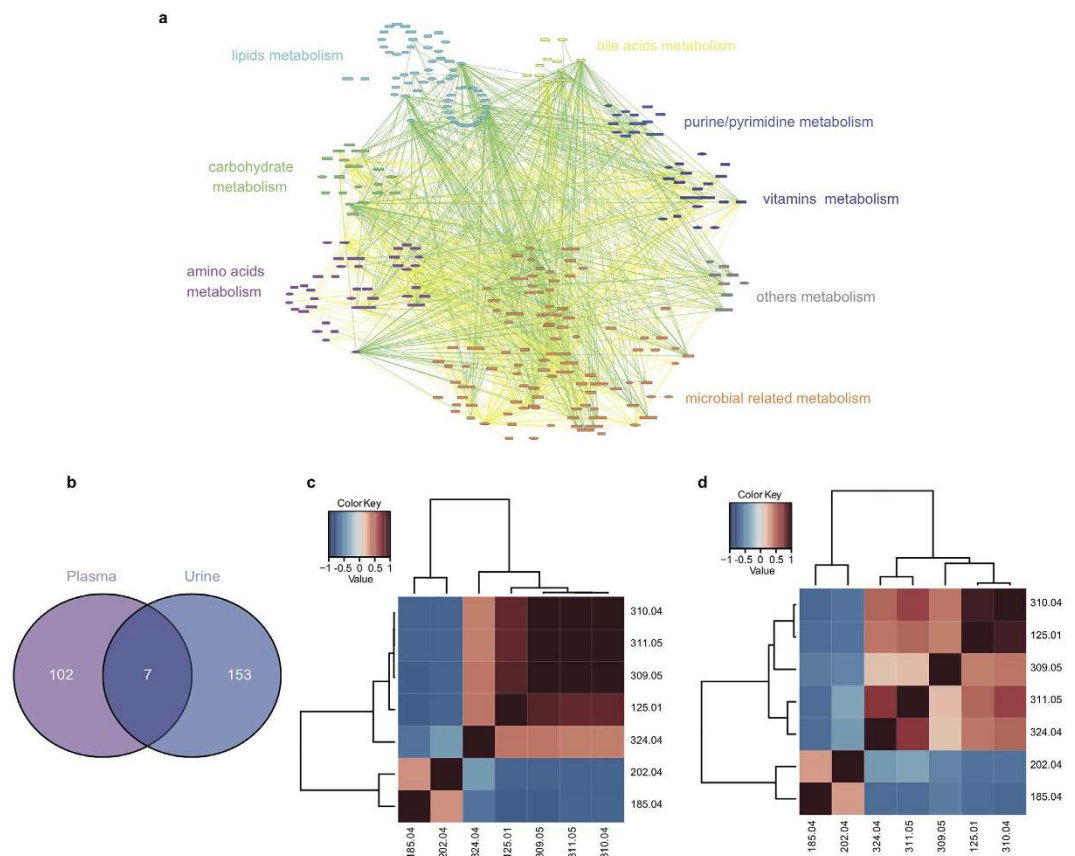 a
lipids metabolism
bile acids metabolism
purine/pyrimidine metabolism
carbohydrate
metabolism
vitamins metabolism
amino acids
metabolism
others metabolism
microbial related metabolism
b
Plasma
Urine
102
7
153
c
Color Key
−1 -0.5 0 0.5 1
Value
310.04
311.05
309.05
125.01
324.04
202.04
185.04
185.04
202.04
324.04
125.01
309.05
311.05
310.04
d
Color Key
−1 -0.5 0 0.5 1
Value
310.04
125.01
309.05
311.05
324.04
202.04
185.04
185.04
202.04
324.04
311.05
309.05
125.01
310.04